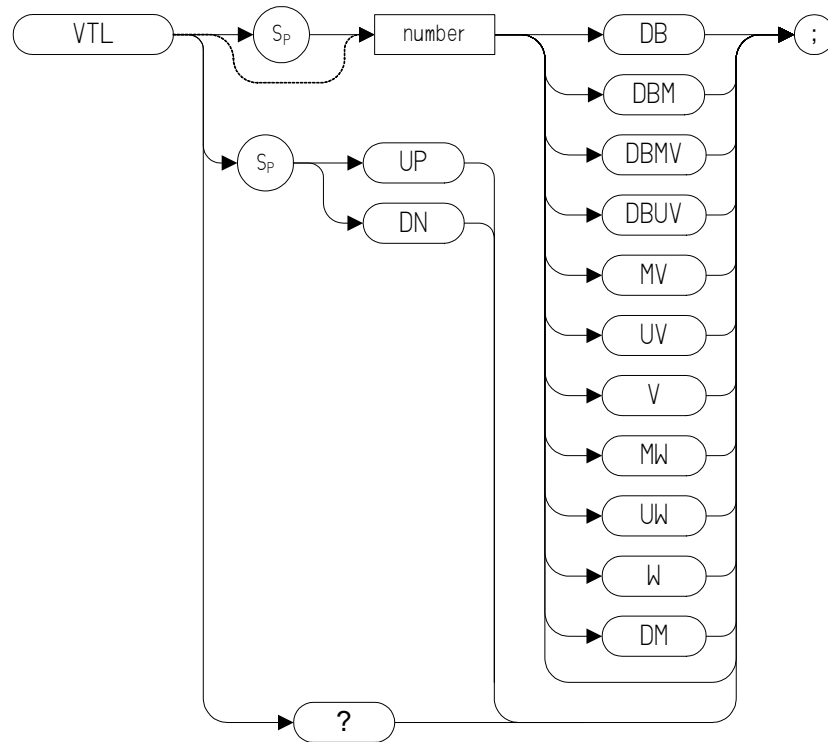 VTL SP number DB ;
DBM
SP UP DBMV
DN DBUV
MV
UV
V
MW
UW
W
DM
?